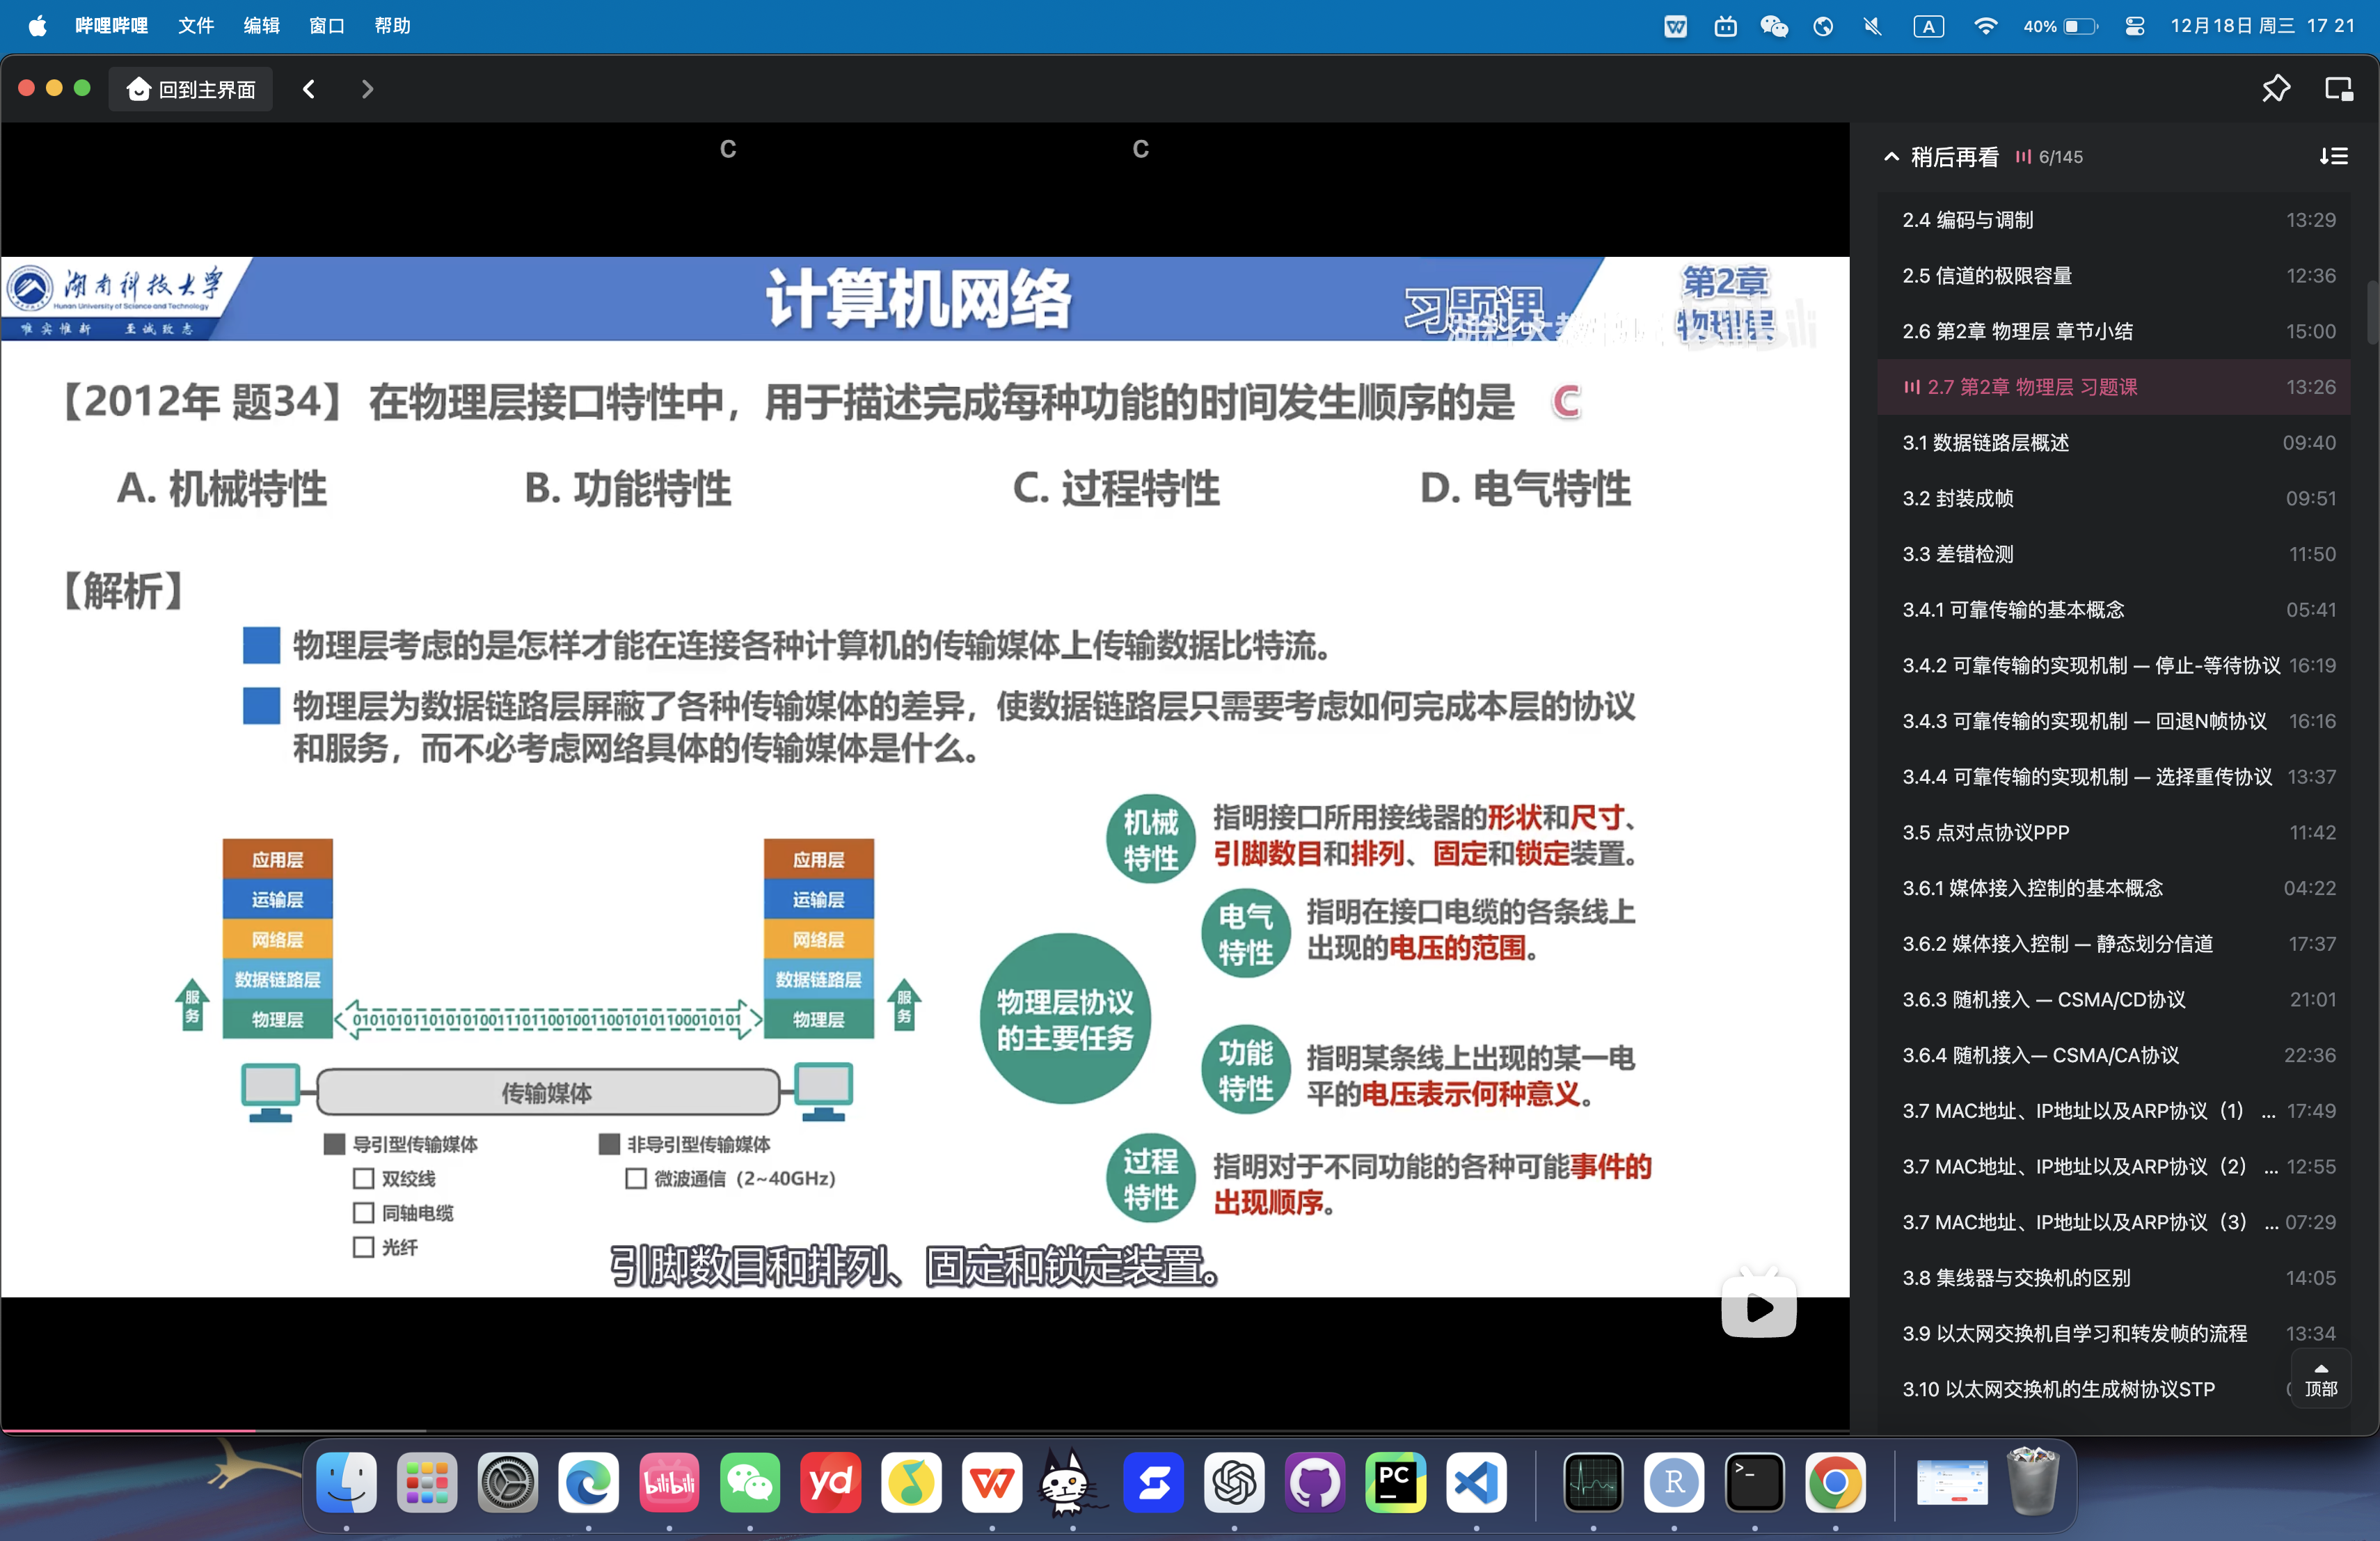 哔哩哔哩 文件 编辑 窗口 帮助
A 40% 12月18日 周三 17 21
回到主界面
C C
湖南科技大学
Hunan University of Science and Technology
唯实惟新 至诚致志
计算机网络
习题课
第2章
物理层
【2012年 题34】 在物理层接口特性中，用于描述完成每种功能的时间发生顺序的是 C
A. 机械特性 B. 功能特性 C. 过程特性 D. 电气特性
【解析】
物理层考虑的是怎样才能在连接各种计算机的传输媒体上传输数据比特流。
物理层为数据链路层屏蔽了各种传输媒体的差异，使数据链路层只需要考虑如何完成本层的协议
和服务，而不必考虑网络具体的传输媒体是什么。
应用层
运输层
网络层
数据链路层
物理层
服务
应用层
运输层
网络层
数据链路层
物理层
服务
传输媒体
导引型传输媒体
双绞线
同轴电缆
光纤
非导引型传输媒体
微波通信（2~40GHz）
物理层协议
的主要任务
机械
特性
指明接口所用接线器的形状和尺寸、
引脚数目和排列、固定和锁定装置。
电气
特性
指明在接口电缆的各条线上
出现的电压的范围。
功能
特性
指明某条线上出现的某一电
平的电压表示何种意义。
过程
特性
指明对于不同功能的各种可能事件的
出现顺序。
引脚数目和排列、固定和锁定装置。
稍后再看 6/145
2.4 编码与调制 13:29
2.5 信道的极限容量 12:36
2.6 第2章 物理层 章节小结 15:00
2.7 第2章 物理层 习题课 13:26
3.1 数据链路层概述 09:40
3.2 封装成帧 09:51
3.3 差错检测 11:50
3.4.1 可靠传输的基本概念 05:41
3.4.2 可靠传输的实现机制 — 停止-等待协议 16:19
3.4.3 可靠传输的实现机制 — 回退N帧协议 16:16
3.4.4 可靠传输的实现机制 — 选择重传协议 13:37
3.5 点对点协议PPP 11:42
3.6.1 媒体接入控制的基本概念 04:22
3.6.2 媒体接入控制 — 静态划分信道 17:37
3.6.3 随机接入 — CSMA/CD协议 21:01
3.6.4 随机接入— CSMA/CA协议 22:36
3.7 MAC地址、IP地址以及ARP协议（1） ... 17:49
3.7 MAC地址、IP地址以及ARP协议（2） ... 12:55
3.7 MAC地址、IP地址以及ARP协议（3） ... 07:29
3.8 集线器与交换机的区别 14:05
3.9 以太网交换机自学习和转发帧的流程 13:34
3.10 以太网交换机的生成树协议STP
顶部
bilibili yd PC R